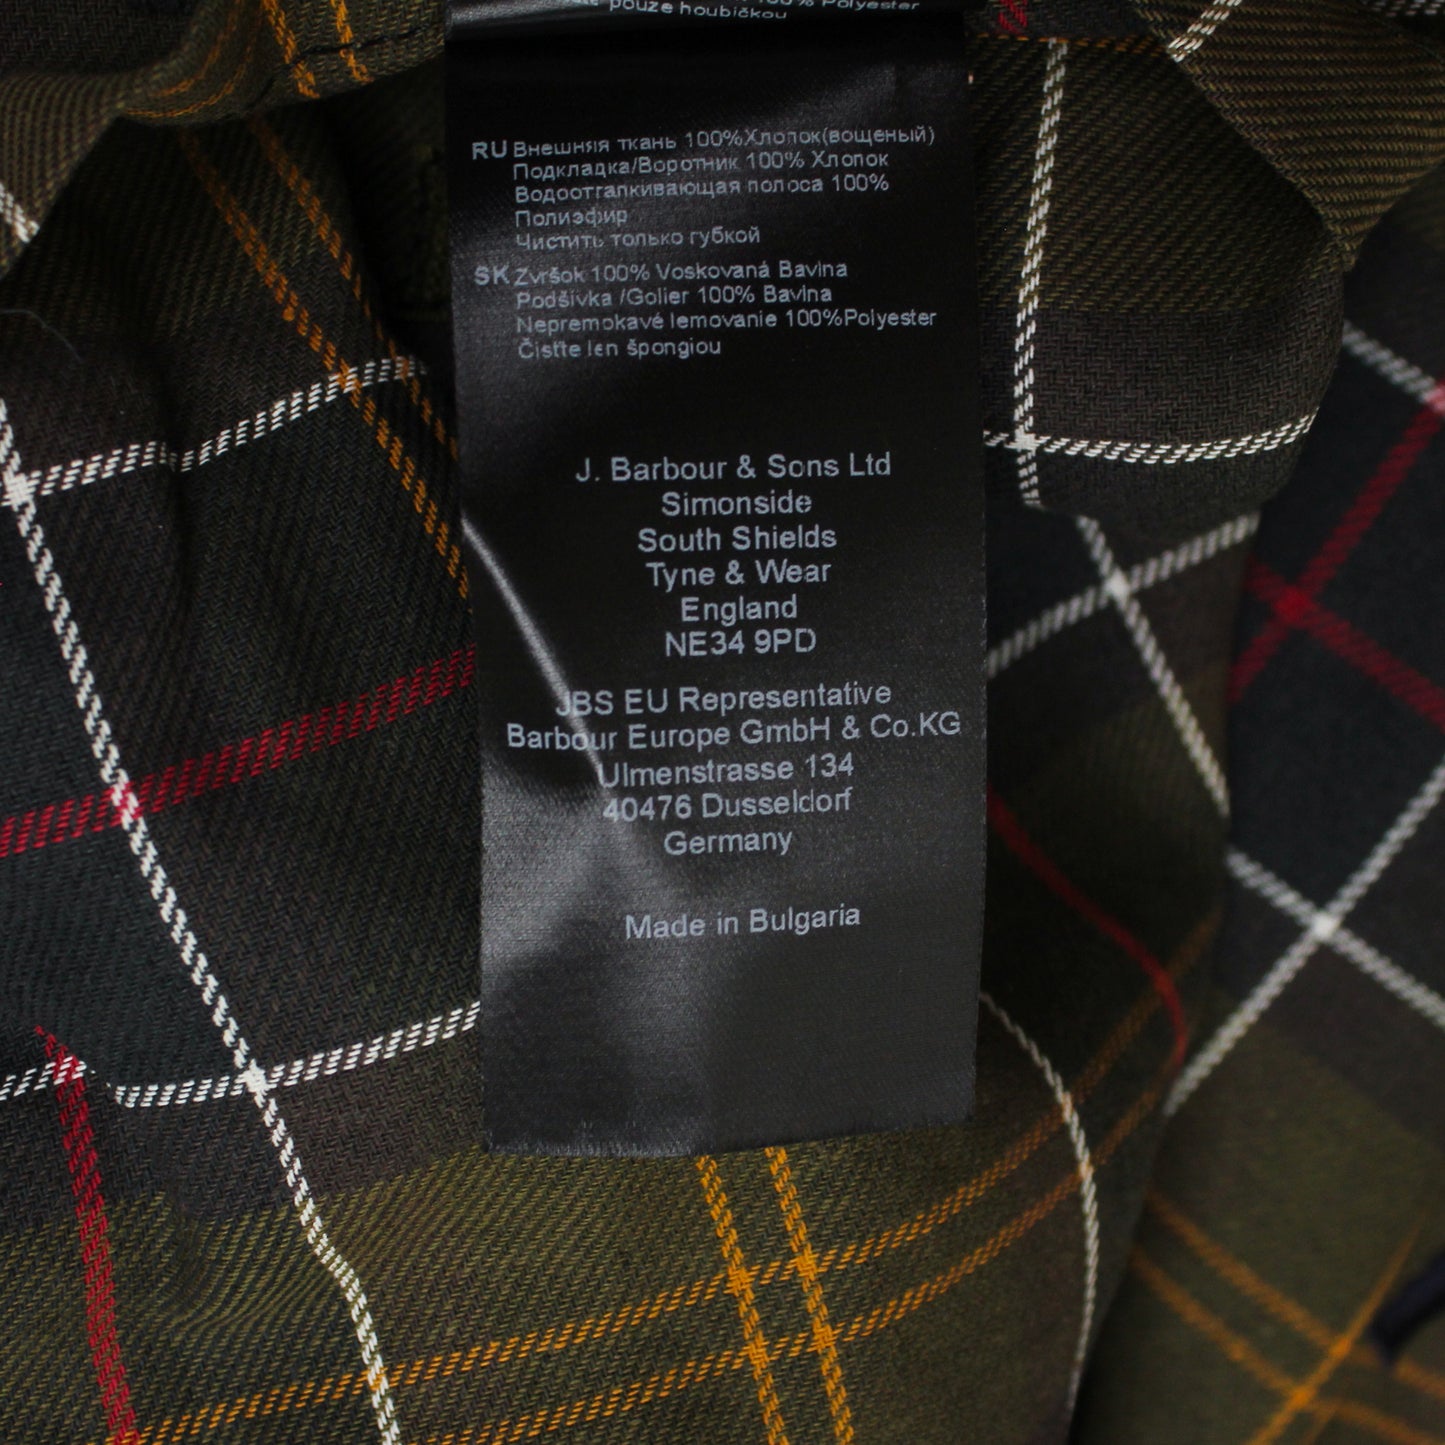 100% Polyester
pouze houbičkou
RU Внешняя ткань 100%Хлопок(вощеный)
Подкладка/Воротник 100% Хлопок
Водоотталкивающая полоса 100%
Полиэфир
Чистить только губкой
SK Zvršok 100% Voskovaná Bavlna
Podšívka /Golier 100% Bavlna
Nepremokavé lemovanie 100%Polyester
Čistte len špongiou
J. Barbour & Sons Ltd
Simonside
South Shields
Tyne & Wear
England
NE34 9PD
JBS EU Representative
Barbour Europe GmbH & Co.KG
Ulmenstrasse 134
40476 Dusseldorf
Germany
Made in Bulgaria